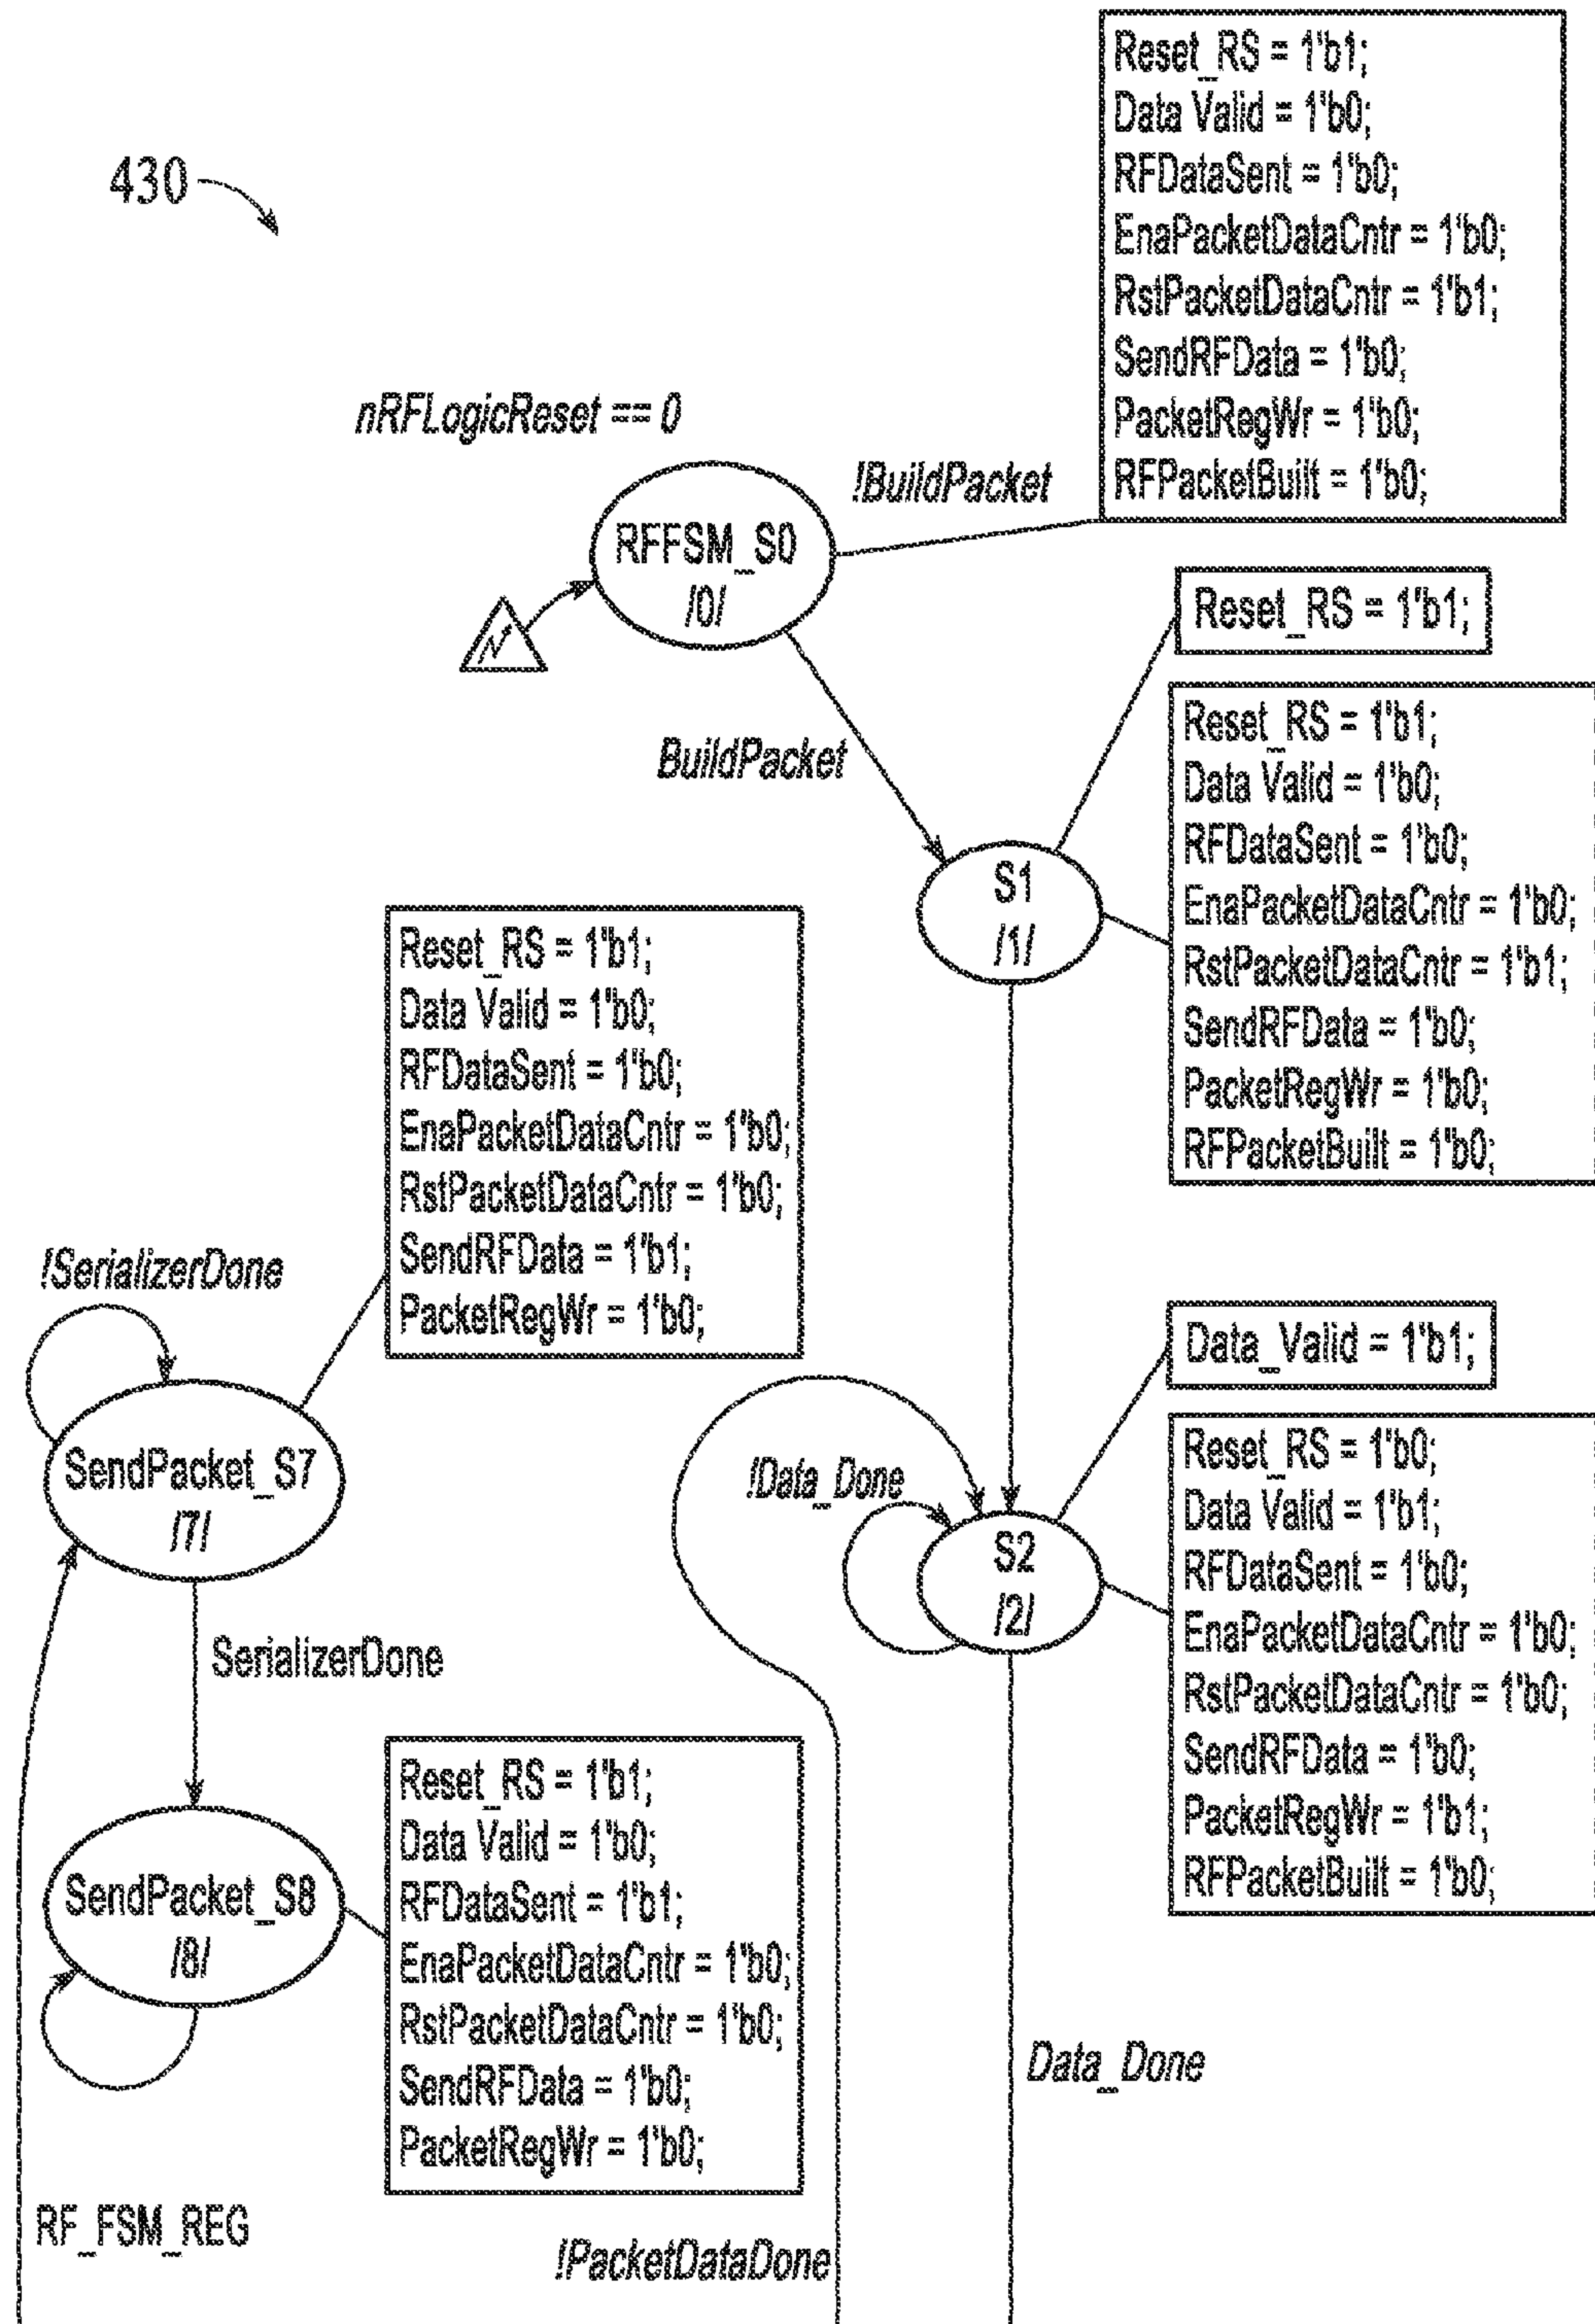 430
Reset_RS = 1'b1;
Data Valid = 1'b0;
RFDataSent = 1'b0;
EnaPacketDataCntr = 1'b0;
RstPacketDataCntr = 1'b1;
SendRFData = 1'b0;
PacketRegWr = 1'b0;
RFPacketBuilt = 1'b0;
nRFLogicReset == 0
!BuildPacket
RFFSM_S0
/0/
BuildPacket
Reset_RS = 1'b1;
S1
/1/
Reset_RS = 1'b1;
Data Valid = 1'b0;
RFDataSent = 1'b0;
EnaPacketDataCntr = 1'b0;
RstPacketDataCntr = 1'b1;
SendRFData = 1'b0;
PacketRegWr = 1'b0;
RFPacketBuilt = 1'b0;
Reset_RS = 1'b1;
Data Valid = 1'b0;
RFDataSent = 1'b0;
EnaPacketDataCntr = 1'b0;
RstPacketDataCntr = 1'b0;
SendRFData = 1'b1;
PacketRegWr = 1'b0;
!SerializerDone
SendPacket_S7
/7/
SerializerDone
Data_Valid = 1'b1;
!Data_Done
S2
/2/
Reset_RS = 1'b0;
Data Valid = 1'b1;
RFDataSent = 1'b0;
EnaPacketDataCntr = 1'b0;
RstPacketDataCntr = 1'b0;
SendRFData = 1'b0;
PacketRegWr = 1'b1;
RFPacketBuilt = 1'b0;
SendPacket_S8
/8/
Reset_RS = 1'b1;
Data Valid = 1'b0;
RFDataSent = 1'b1;
EnaPacketDataCntr = 1'b0;
RstPacketDataCntr = 1'b0;
SendRFData = 1'b0;
PacketRegWr = 1'b0;
Data_Done
RF_FSM_REG
!PacketDataDone